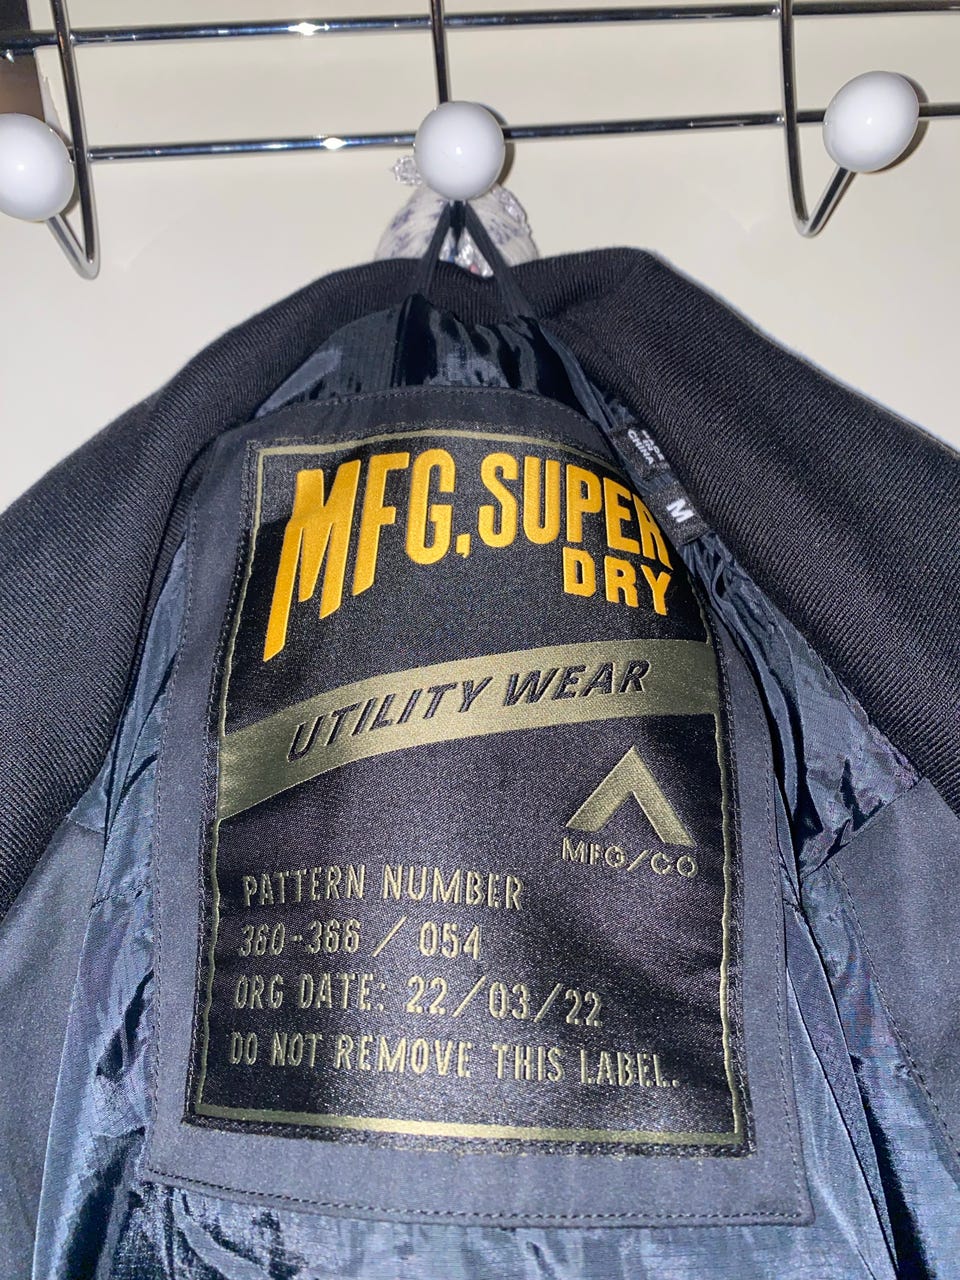 MFG, SUPER
DRY
CHINA
M
UTILITY WEAR
MFG/CO
PATTERN NUMBER
360-366 / 054
ORG DATE: 22/03/22
DO NOT REMOVE THIS LABEL.